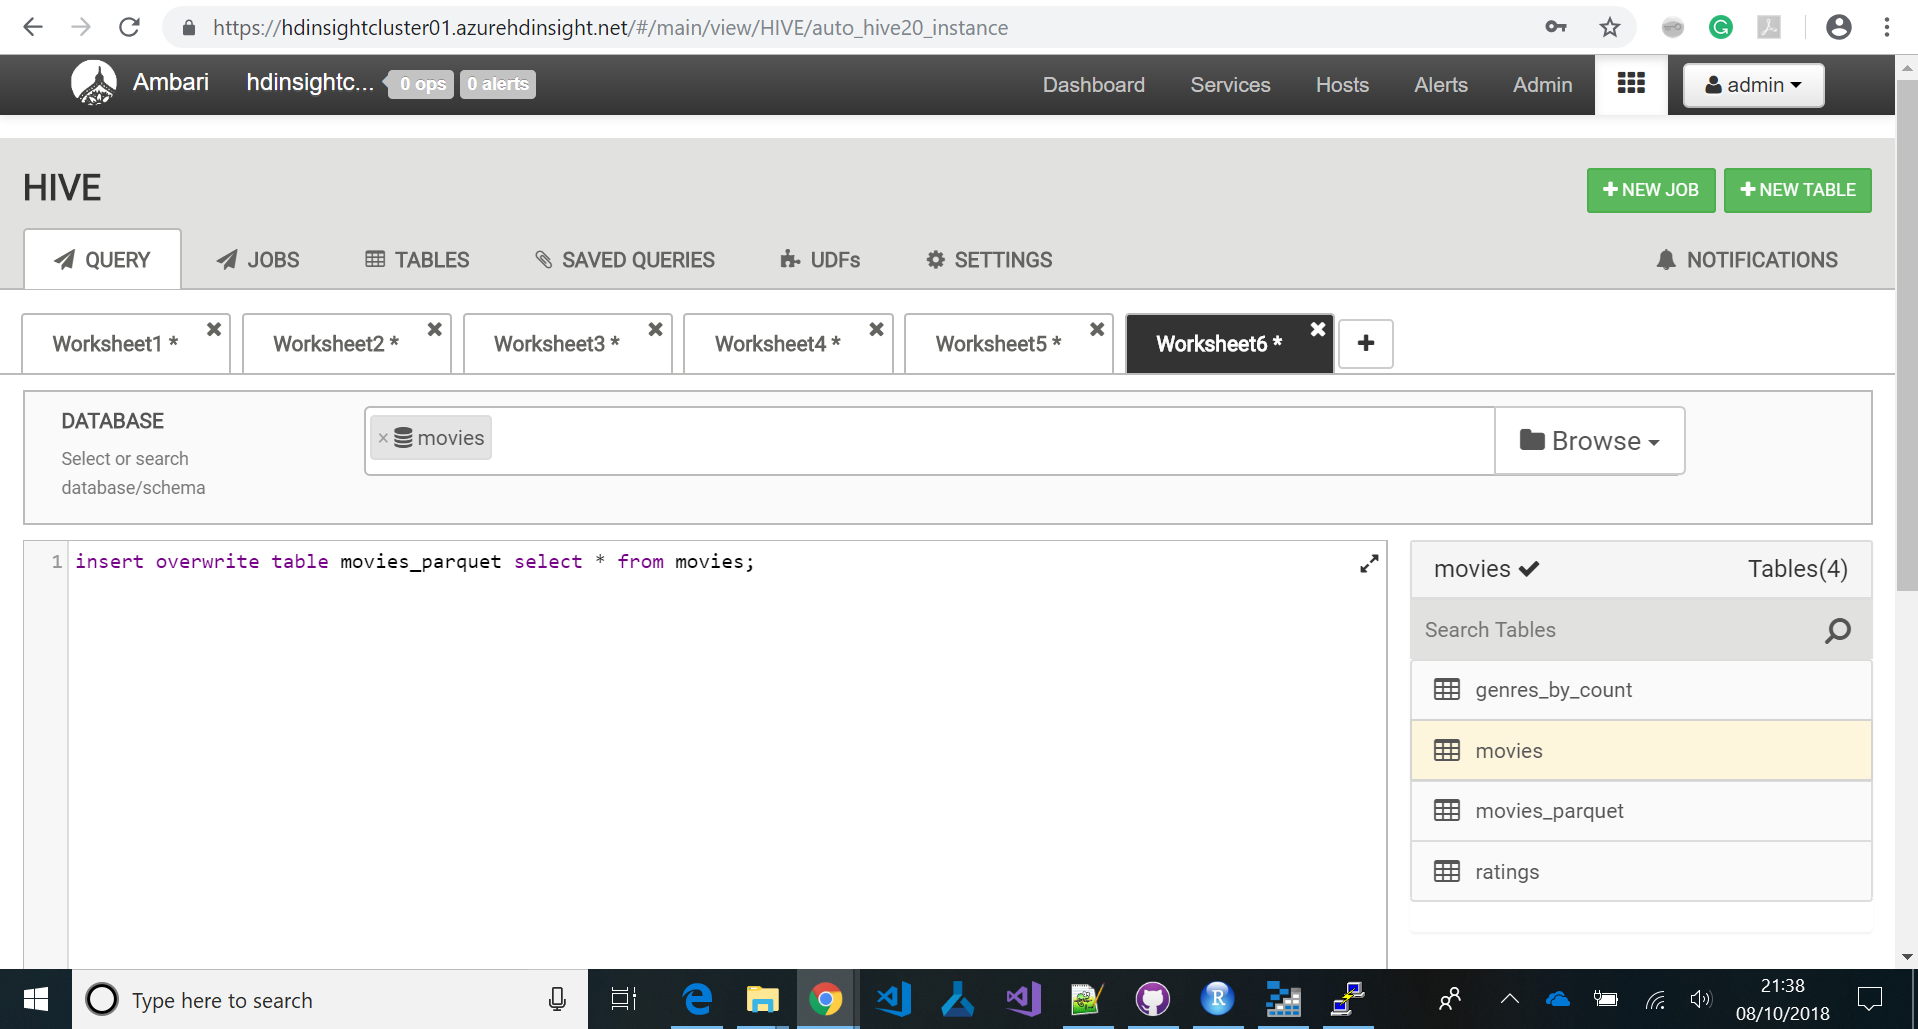 https://hdinsightcluster01.azurehdinsight.net/#/main/view/HIVE/auto_hive20_instance
Ambari hdinsightc... 0 ops 0 alerts Dashboard Services Hosts Alerts Admin admin
HIVE
NEW JOB NEW TABLE
QUERY JOBS TABLES SAVED QUERIES UDFs SETTINGS NOTIFICATIONS
Worksheet1 * Worksheet2 * Worksheet3 * Worksheet4 * Worksheet5 * Worksheet6 *
DATABASE
Select or search
database/schema
× movies
Browse
1 insert overwrite table movies_parquet select * from movies;
movies Tables(4)
Search Tables
genres_by_count
movies
movies_parquet
ratings
Type here to search
21:38
08/10/2018